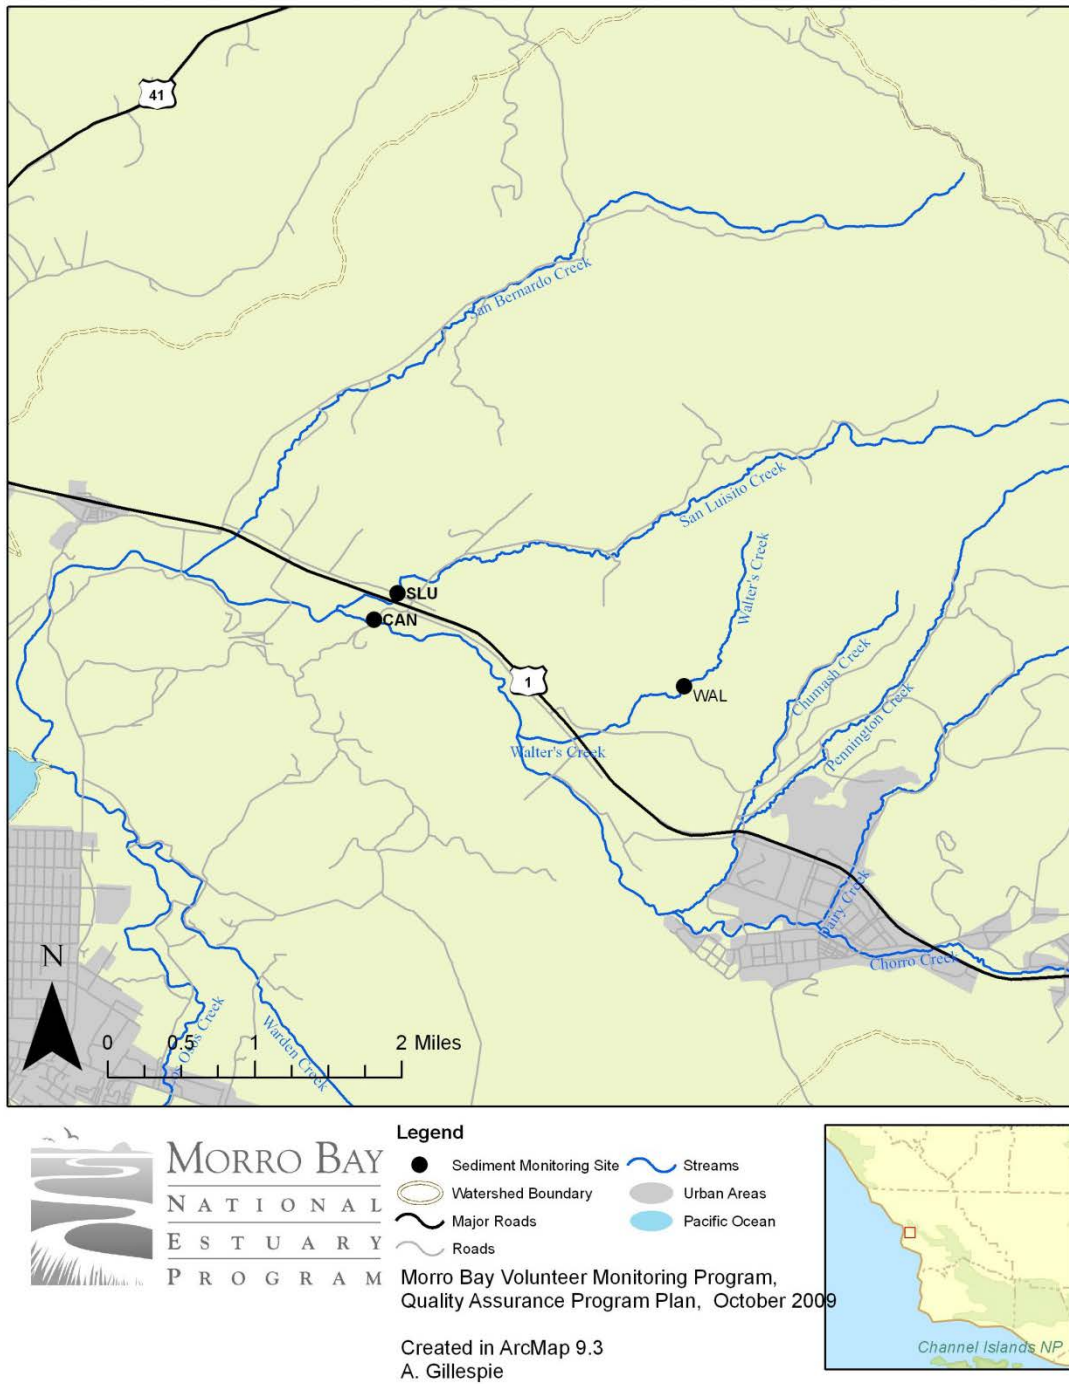 41
San Bernardo Creek
San Luisito Creek
Walter's Creek
SLU
CAN
Chumash Creek
1
WAL
Pennington Creek
Walter's Creek
Dairy Creek
Chorro Creek
N
Osos Creek
Warden Creek
0 0.5 1 2 Miles
MORRO BAY
NATIONAL
ESTUARY
PROGRAM
Legend
Sediment Monitoring Site
Streams
Watershed Boundary
Urban Areas
Major Roads
Pacific Ocean
Roads
Morro Bay Volunteer Monitoring Program,
Quality Assurance Program Plan, October 2009
Created in ArcMap 9.3
A. Gillespie
Channel Islands NP